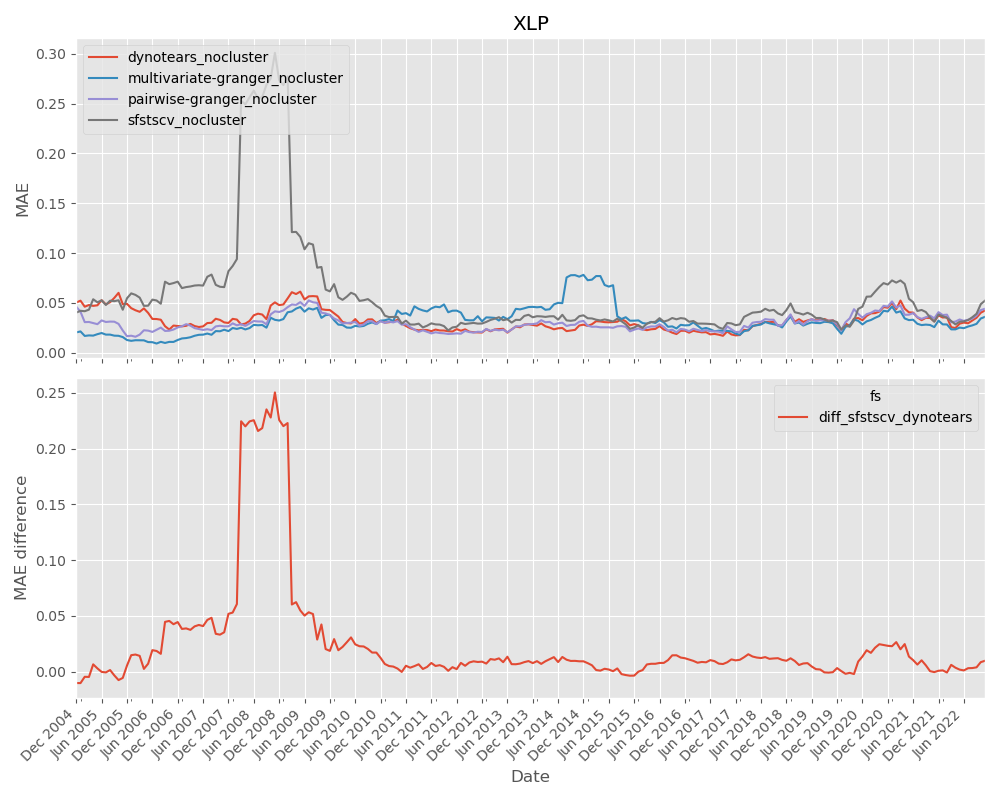 XLP
0.30
0.25
0.20
0.15
0.10
0.05
0.00
MAE
dynotears_nocluster
multivariate-granger_nocluster
pairwise-granger_nocluster
sfstscv_nocluster
0.25
0.20
0.15
0.10
0.05
0.00
MAE difference
fs
diff_sfstscv_dynotears
Dec 2004
Jun 2005
Dec 2005
Jun 2006
Dec 2006
Jun 2007
Dec 2007
Jun 2008
Dec 2008
Jun 2009
Dec 2009
Jun 2010
Dec 2010
Jun 2011
Dec 2011
Jun 2012
Dec 2012
Jun 2013
Dec 2013
Jun 2014
Dec 2014
Jun 2015
Dec 2015
Jun 2016
Dec 2016
Jun 2017
Dec 2017
Jun 2018
Dec 2018
Jun 2019
Dec 2019
Jun 2020
Dec 2020
Jun 2021
Dec 2021
Jun 2022
Date